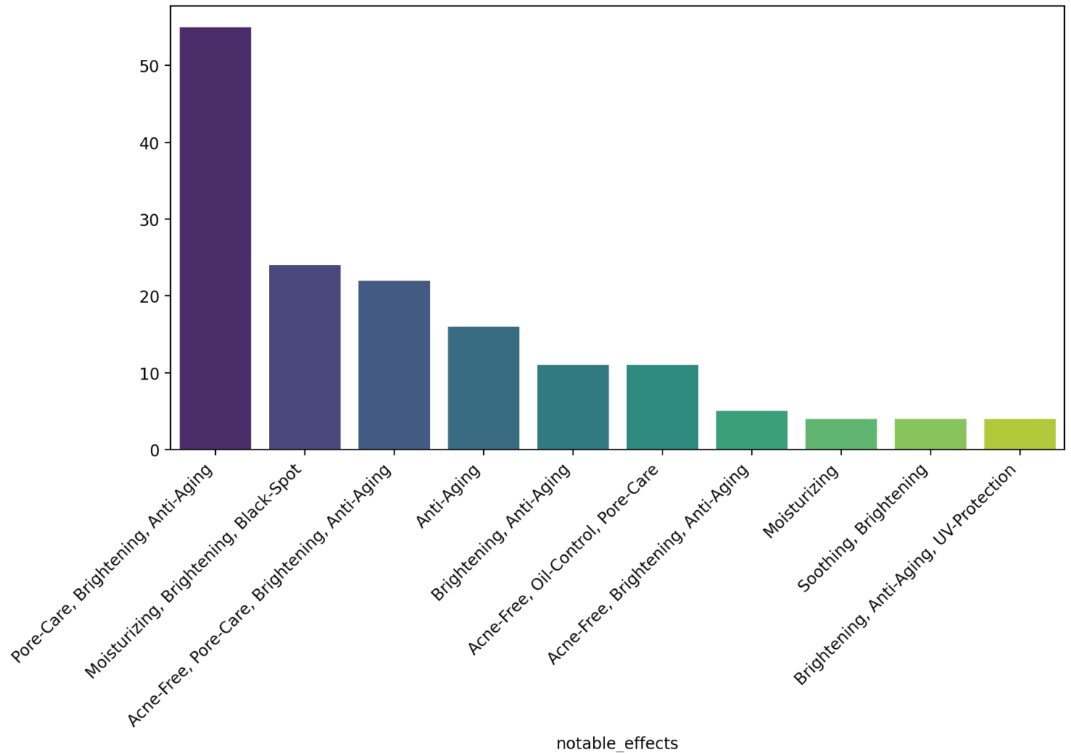 50
40
30
20
10
0
Pore-Care, Brightening, Anti-Aging
Moisturizing, Brightening, Black-Spot
Acne-Free, Pore-Care, Brightening, Anti-Aging
Anti-Aging
Brightening, Anti-Aging
Acne-Free, Oil-Control, Pore-Care
Acne-Free, Brightening, Anti-Aging
Moisturizing
Soothing, Brightening
Brightening, Anti-Aging, UV-Protection
notable_effects